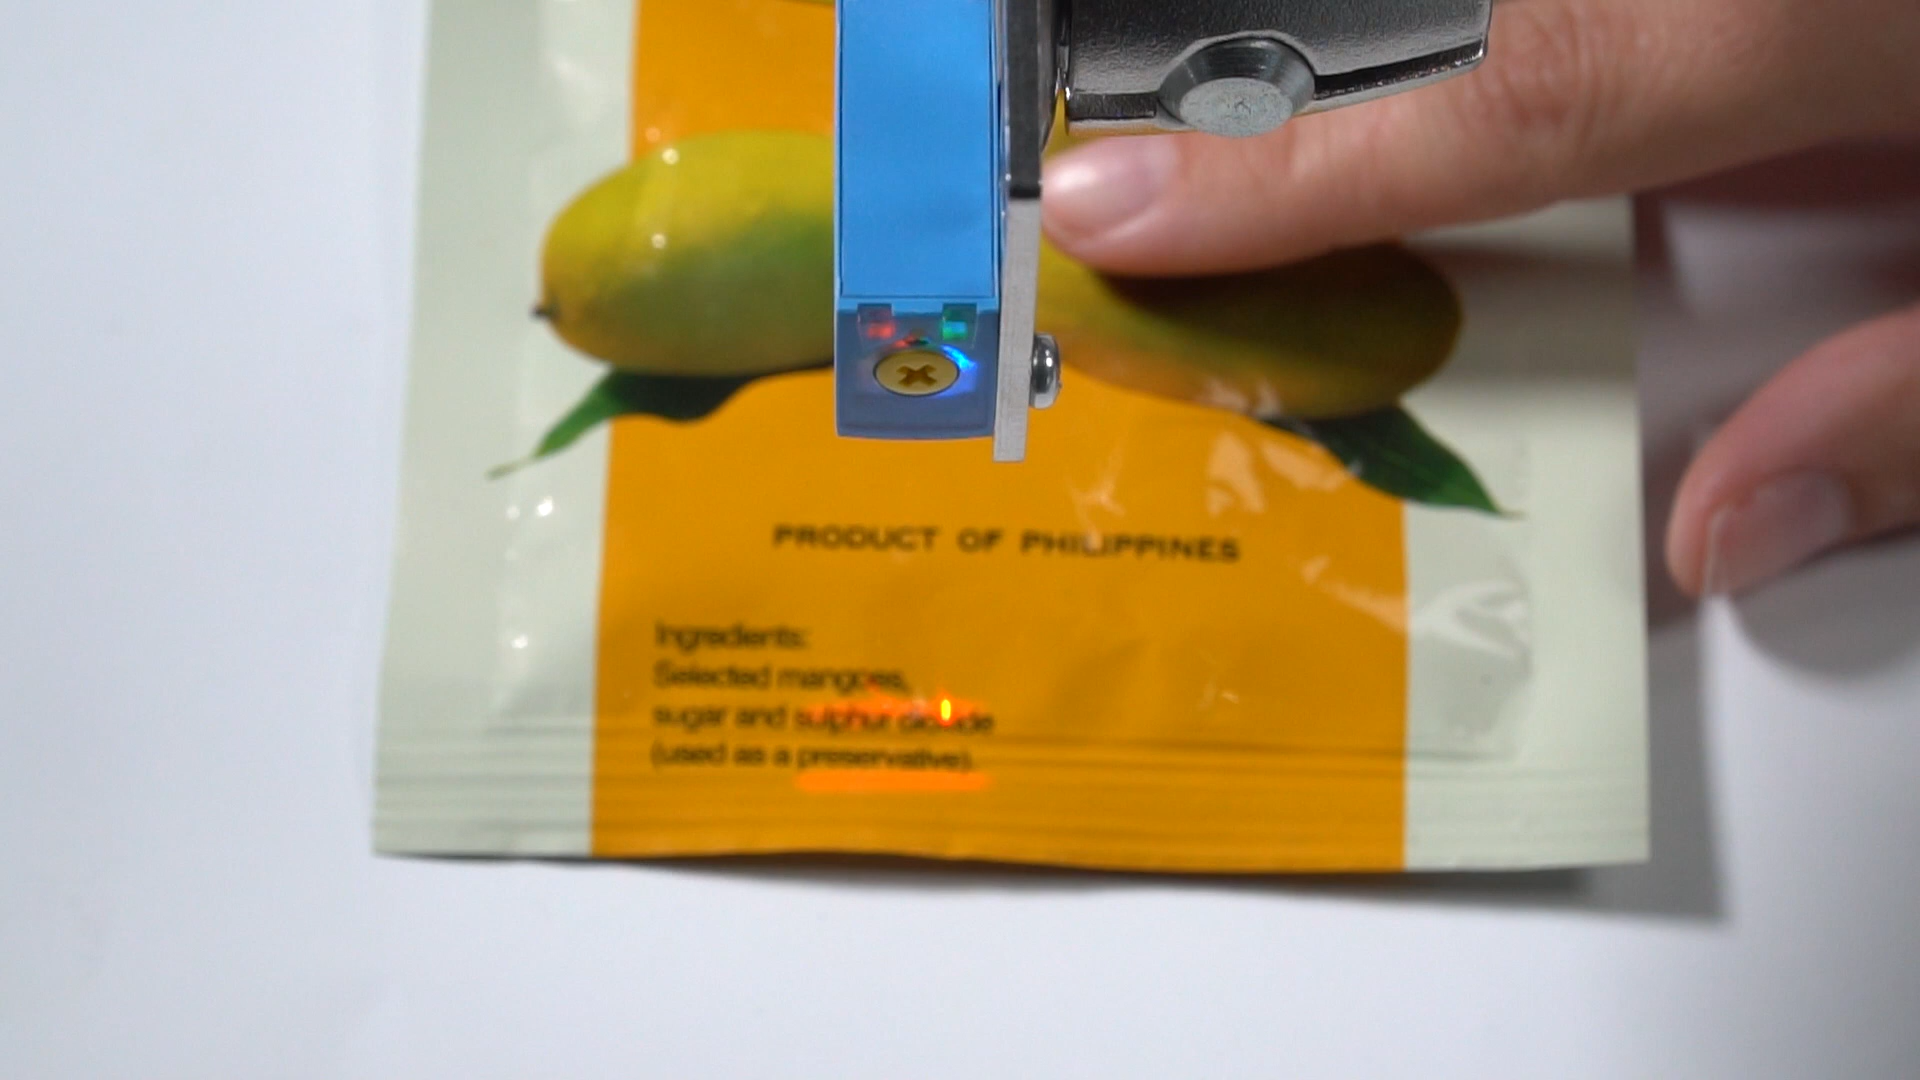 PRODUCT OF PHILIPPINES
Ingredients:
Selected mangoes,
sugar and sulphur dioxide
(used as a preservative).